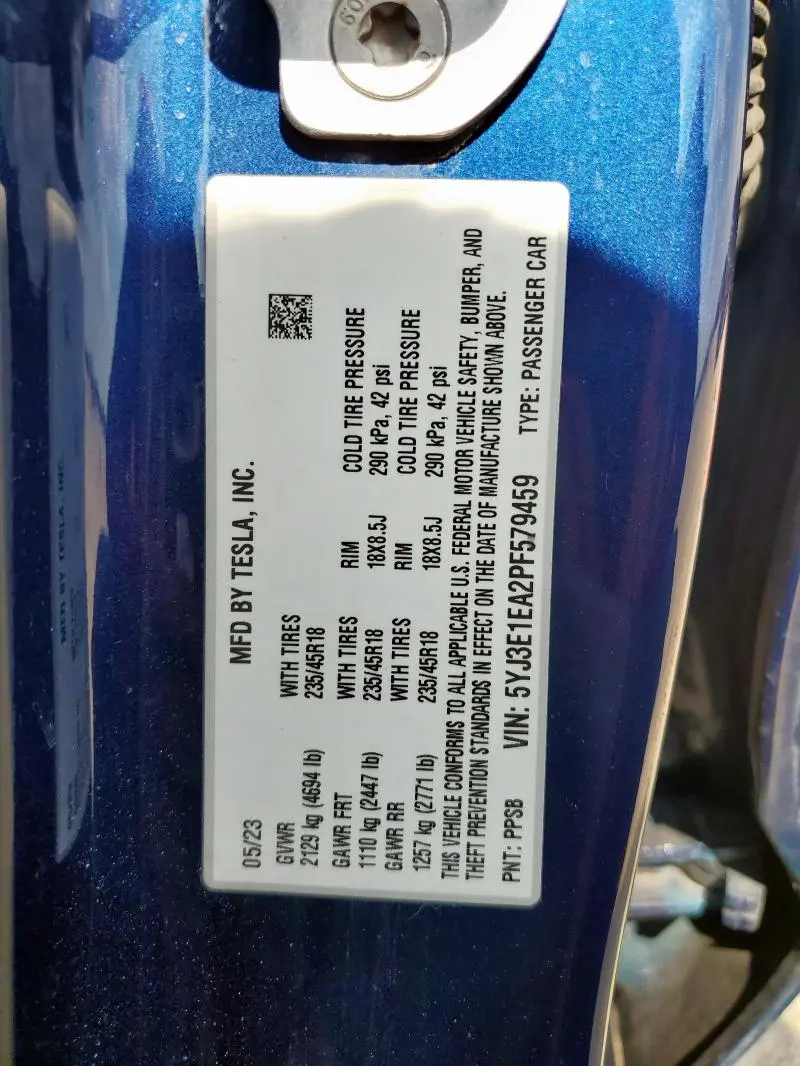 MFD BY TESLA, INC.
05/23
GVWR WITH TIRES
2129 kg (4694 lb) 235/45R18
GAWR FRT WITH TIRES RIM COLD TIRE PRESSURE
1110 kg (2447 lb) 235/45R18 18X8.5J 290 kPa, 42 psi
GAWR RR WITH TIRES RIM COLD TIRE PRESSURE
1257 kg (2771 lb) 235/45R18 18X8.5J 290 kPa, 42 psi
THIS VEHICLE CONFORMS TO ALL APPLICABLE U.S. FEDERAL MOTOR VEHICLE SAFETY, BUMPER, AND
THEFT PREVENTION STANDARDS IN EFFECT ON THE DATE OF MANUFACTURE SHOWN ABOVE.
PNT: PPSB VIN: 5YJ3E1EA2PF579459 TYPE: PASSENGER CAR